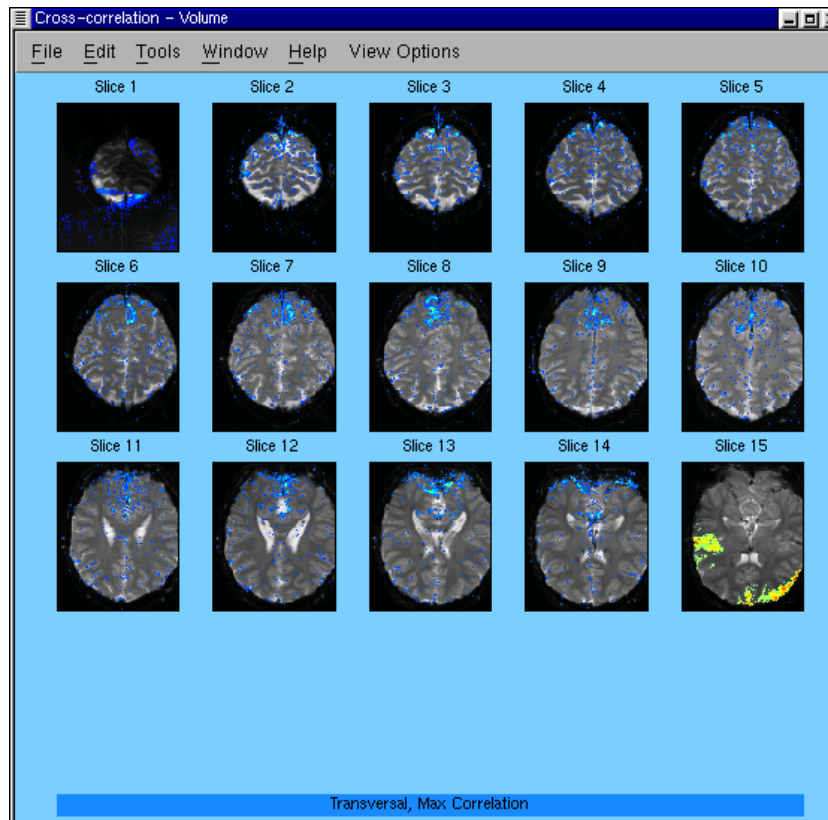 Cross-correlation - Volume
File Edit Tools Window Help View Options
Slice 1 Slice 2 Slice 3 Slice 4 Slice 5
Slice 6 Slice 7 Slice 8 Slice 9 Slice 10
Slice 11 Slice 12 Slice 13 Slice 14 Slice 15
Transversal, Max Correlation